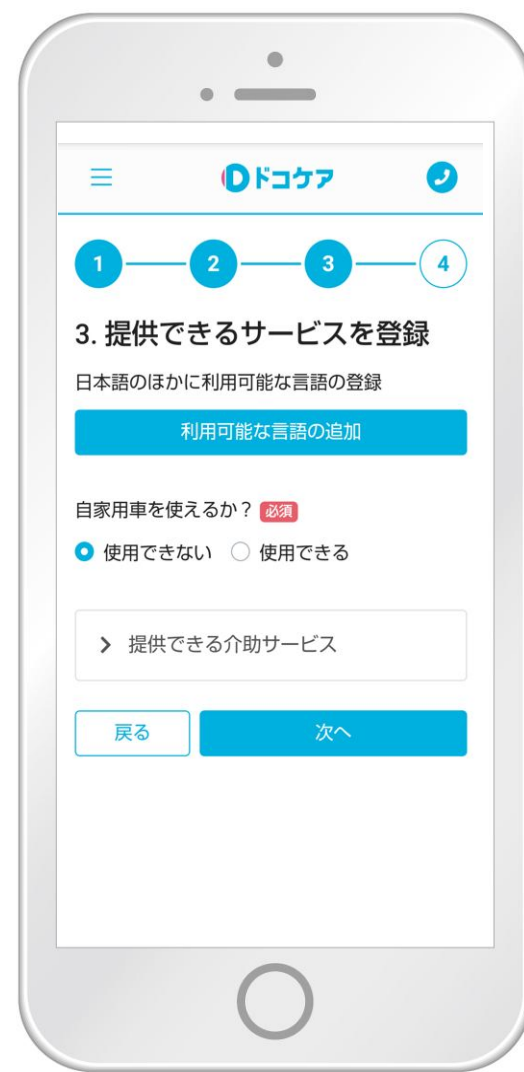 ドコケア
1 2 3 4
3. 提供できるサービスを登録
日本語のほかに利用可能な言語の登録
利用可能な言語の追加
自家用車を使えるか？ 必須
使用できない 使用できる
提供できる介助サービス
戻る 次へ